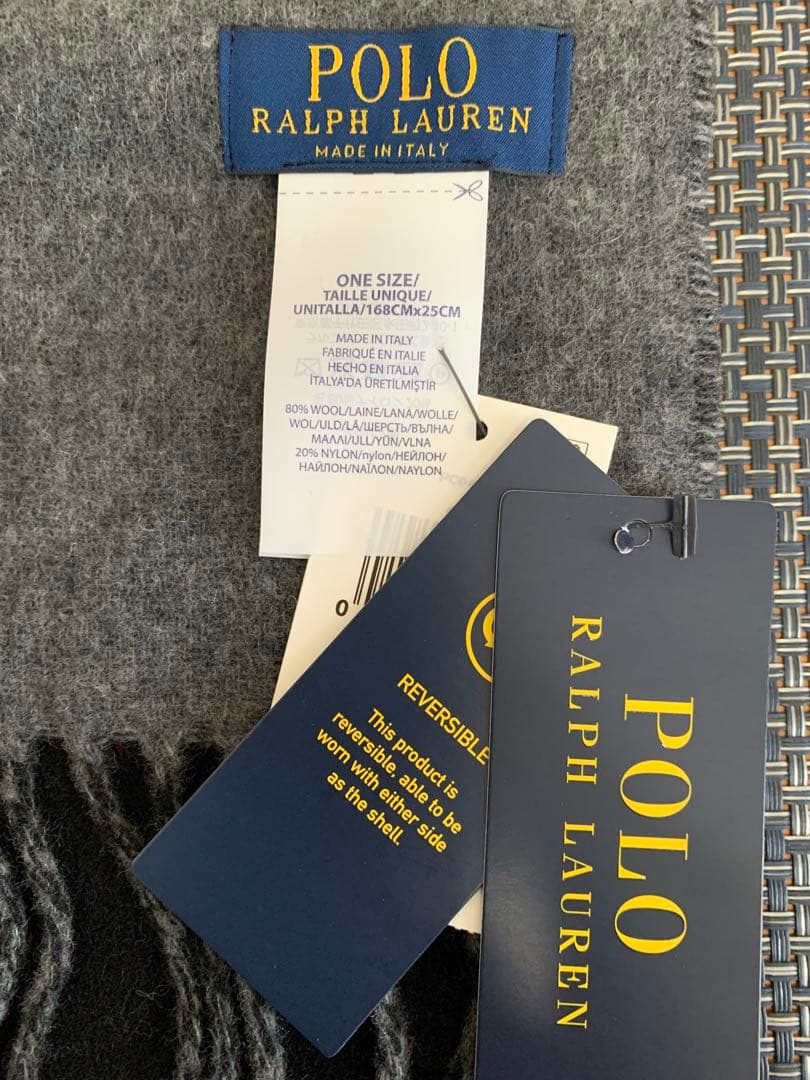 POLO
RALPH LAUREN
MADE IN ITALY
ONE SIZE/
TAILLE UNIQUE/
UNITALLA/168CMx25CM
MADE IN ITALY
FABRIQUÉ EN ITALIE
HECHO EN ITALIA
İTALYA'DA ÜRETİLMİŞTİR
80% WOOL/LAINE/LANA/WOLLE/
WOL/ULD/LÅ/ШЕРСТЬ/ВЪЛНА/
ΜΑΛΛΙ/ULL/YÜN/VLNA
20% NYLON/nylon/НЕЙЛОН/
НАЙЛОН/ΝΑΪΛΟΝ/NAYLON
0
REVERSIBLE
This product is
reversible, able to be
worn with either side
as the shell.
POLO
RALPH LAUREN